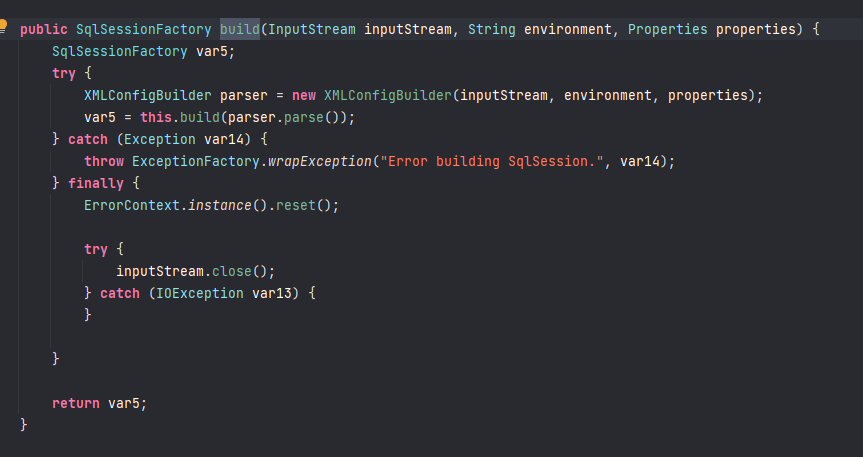 public SqlSessionFactory build(InputStream inputStream, String environment, Properties properties) {
SqlSessionFactory var5;
try {
XMLConfigBuilder parser = new XMLConfigBuilder(inputStream, environment, properties);
var5 = this.build(parser.parse());
} catch (Exception var14) {
throw ExceptionFactory.wrapException("Error building SqlSession.", var14);
} finally {
ErrorContext.instance().reset();
try {
inputStream.close();
} catch (IOException var13) {
}
}
return var5;
}